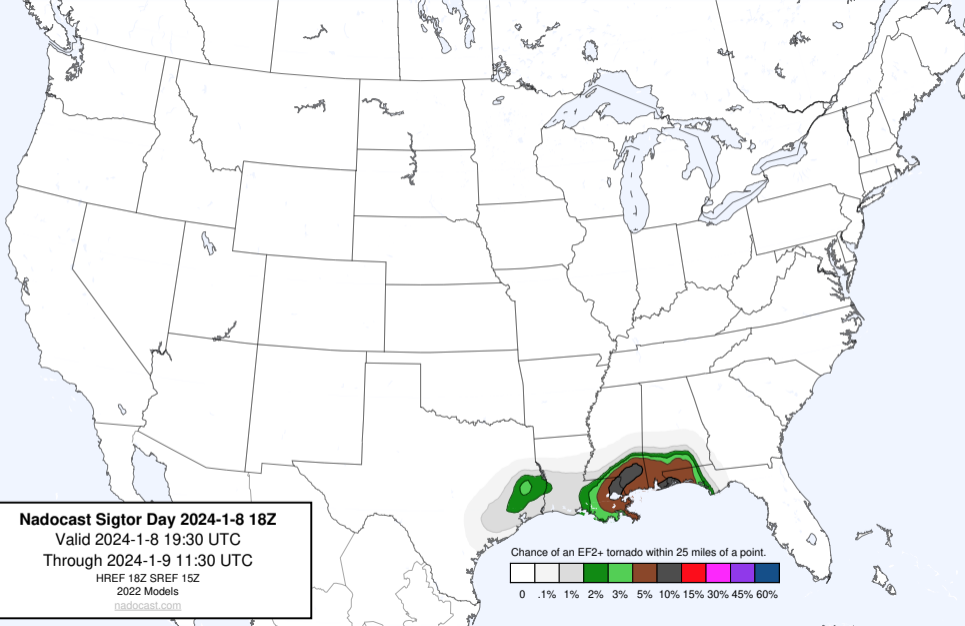 Nadocast Sigtor Day 2024-1-8 18Z
Valid 2024-1-8 19:30 UTC
Through 2024-1-9 11:30 UTC
HREF 18Z SREF 15Z
2022 Models
nadocast.com
Chance of an EF2+ tornado within 25 miles of a point.
0 .1% 1% 2% 3% 5% 10% 15% 30% 45% 60%